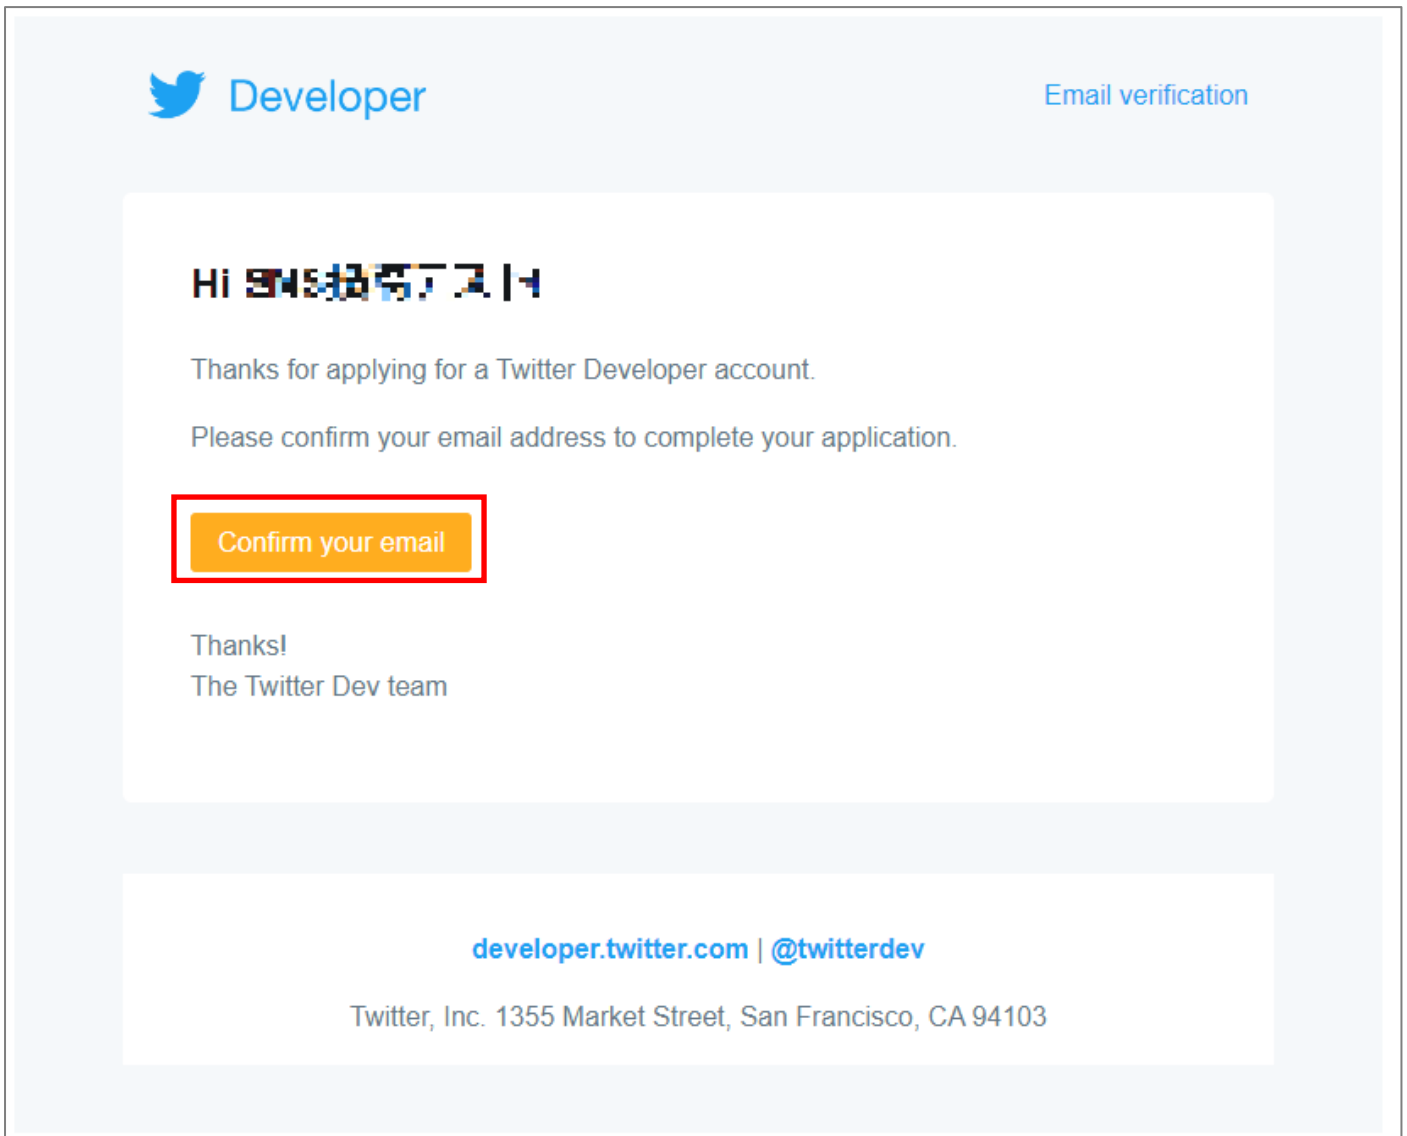 Developer
Email verification
Hi
Thanks for applying for a Twitter Developer account.
Please confirm your email address to complete your application.
Confirm your email
Thanks!
The Twitter Dev team
developer.twitter.com | @twitterdev
Twitter, Inc. 1355 Market Street, San Francisco, CA 94103